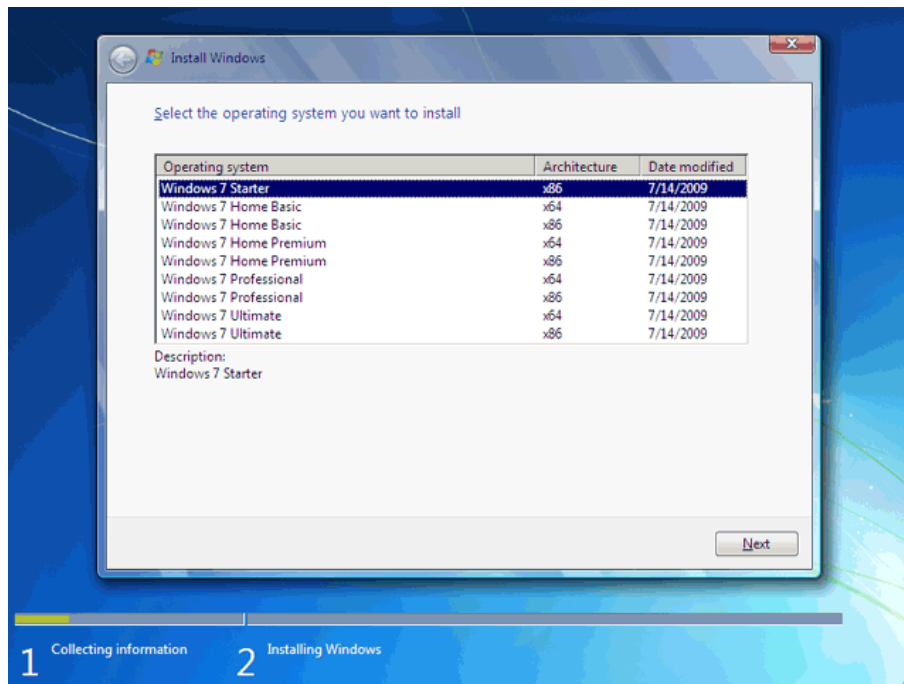 Install Windows
x
Select the operating system you want to install
Operating system Architecture Date modified
Windows 7 Starter x86 7/14/2009
Windows 7 Home Basic x64 7/14/2009
Windows 7 Home Basic x86 7/14/2009
Windows 7 Home Premium x64 7/14/2009
Windows 7 Home Premium x86 7/14/2009
Windows 7 Professional x64 7/14/2009
Windows 7 Professional x86 7/14/2009
Windows 7 Ultimate x64 7/14/2009
Windows 7 Ultimate x86 7/14/2009
Description:
Windows 7 Starter
Next
1 Collecting information 2 Installing Windows